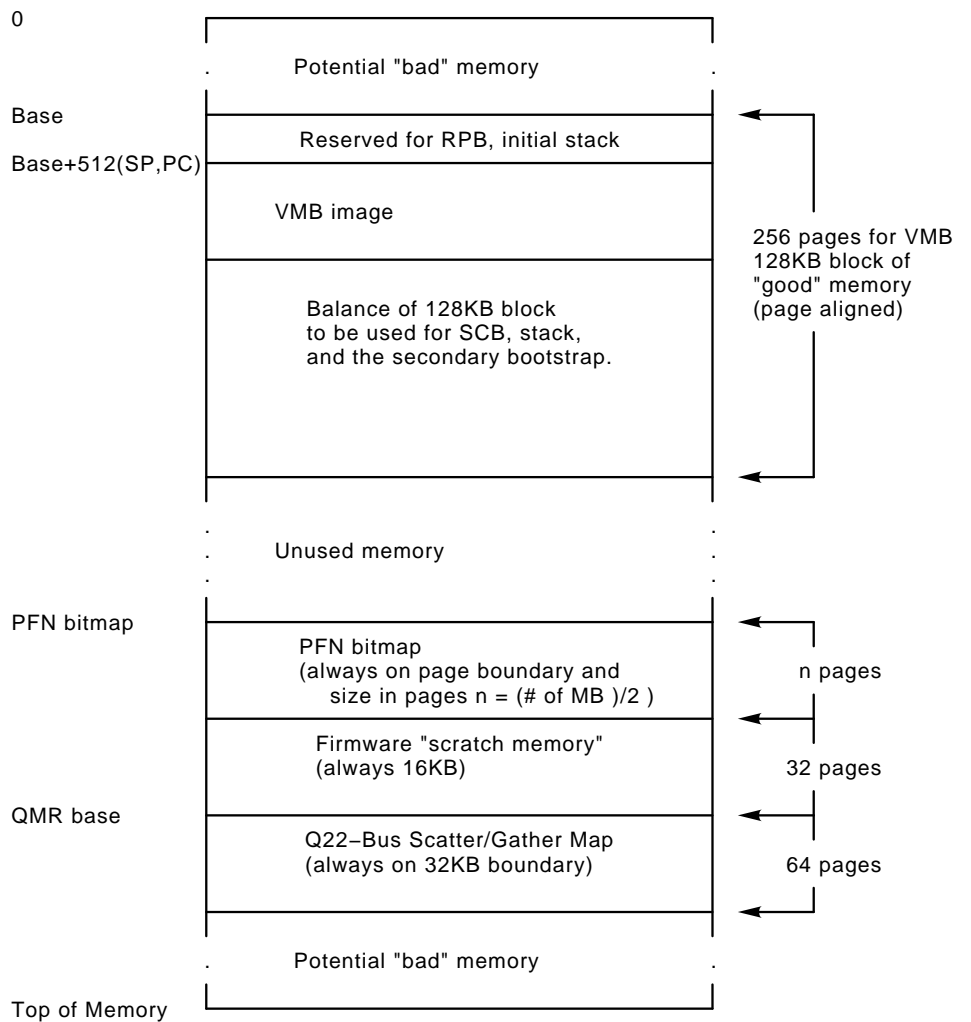 0
Potential "bad" memory
Base
Reserved for RPB, initial stack
Base+512(SP,PC)
VMB image
256 pages for VMB
128KB block of
"good" memory
(page aligned)
Balance of 128KB block
to be used for SCB, stack,
and the secondary bootstrap.
Unused memory
PFN bitmap
PFN bitmap
(always on page boundary and
size in pages n = (# of MB )/2 )
n pages
Firmware "scratch memory"
(always 16KB)
32 pages
QMR base
Q22−Bus Scatter/Gather Map
(always on 32KB boundary)
64 pages
Potential "bad" memory
Top of Memory